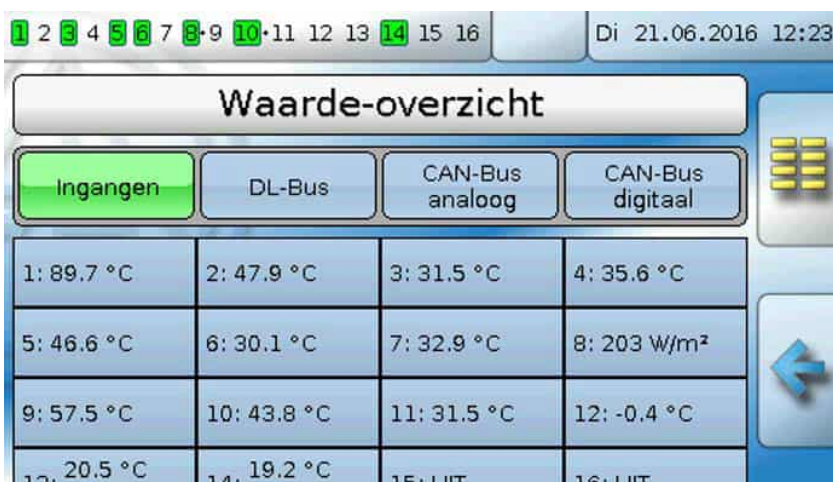 1 2 3 4 5 6 7 8·9 10·11 12 13 14 15 16 Di 21.06.2016 12:23
Waarde-overzicht
Ingangen DL-Bus CAN-Bus analoog CAN-Bus digitaal
1: 89.7 °C 2: 47.9 °C 3: 31.5 °C 4: 35.6 °C
5: 46.6 °C 6: 30.1 °C 7: 32.9 °C 8: 203 W/m²
9: 57.5 °C 10: 43.8 °C 11: 31.5 °C 12: -0.4 °C
20.5 °C 19.2 °C